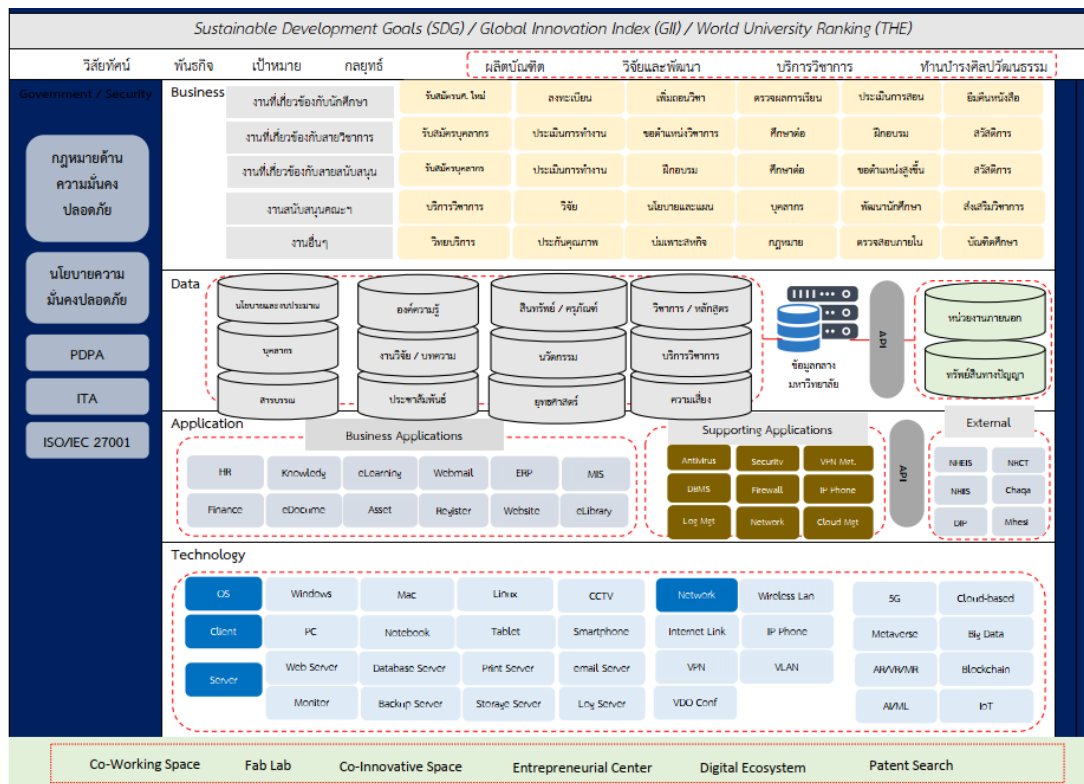 Sustainable Development Goals (SDG) / Global Innovation Index (GII) / World University Ranking (THE)
วิสัยทัศน์ พันธกิจ เป้าหมาย กลยุทธ์ ผลิตบัณฑิต วิจัยและพัฒนา บริการวิชาการ ทำนุบำรุงศิลปวัฒนธรรม
Government / Security
กฎหมายด้าน
ความมั่นคง
ปลอดภัย
นโยบายความ
มั่นคงปลอดภัย
PDPA
ITA
ISO/IEC 27001
Business
งานที่เกี่ยวข้องกับนักศึกษา รับสมัครนศ. ใหม่ ลงทะเบียน เพิ่มถอนวิชา ตรวจผลการเรียน ประเมินการสอน ยืมคืนหนังสือ
งานที่เกี่ยวข้องกับสายวิชาการ รับสมัครบุคลากร ประเมินการทำงาน ขอตำแหน่งวิชาการ ศึกษาต่อ ฝึกอบรม สวัสดิการ
งานที่เกี่ยวข้องกับสายสนับสนุน รับสมัครบุคลากร ประเมินการทำงาน ฝึกอบรม ศึกษาต่อ ขอตำแหน่งสูงขึ้น สวัสดิการ
งานสนับสนุนคณะฯ บริการวิชาการ วิจัย นโยบายและแผน บุคลากร พัฒนานักศึกษา ส่งเสริมวิชาการ
งานอื่นๆ วิทยบริการ ประกันคุณภาพ บ่มเพาะสหกิจ กฎหมาย ตรวจสอบภายใน บัณฑิตศึกษา
Data
นโยบายและงบประมาณ องค์ความรู้ สินทรัพย์ / ครุภัณฑ์ วิชาการ / หลักสูตร
บุคลากร งานวิจัย / บทความ นวัตกรรม บริการวิชาการ
สารบรรณ ประชาสัมพันธ์ ยุทธศาสตร์ ความเสี่ยง
ข้อมูลกลาง
มหาวิทยาลัย
API
หน่วยงานภายนอก
ทรัพย์สินทางปัญญา
Application
Business Applications
HR Knowledg eLearning Webmail ERP MIS
Finance eDocume Asset Register Website eLibrary
Supporting Applications
Antivirus Security VPN Mgt.
DBMS Firewall IP Phone
Log Mgt Network Cloud Mgt
API
External
NHEIS NRCT
NRIIS Chaqa
DIP Mhesi
Technology
OS Windows Mac Linux CCTV Network Wireless Lan 5G Cloud-based
Client PC Notebook Tablet Smartphone Internet Link IP Phone Metaverse Big Data
Server Web Server Database Server Print Server email Server VPN VLAN AR/VR/MR Blockchain
Monitor Backup Server Storage Server Log Server VDO Conf AI/ML IoT
Co-Working Space Fab Lab Co-Innovative Space Entrepreneurial Center Digital Ecosystem Patent Search